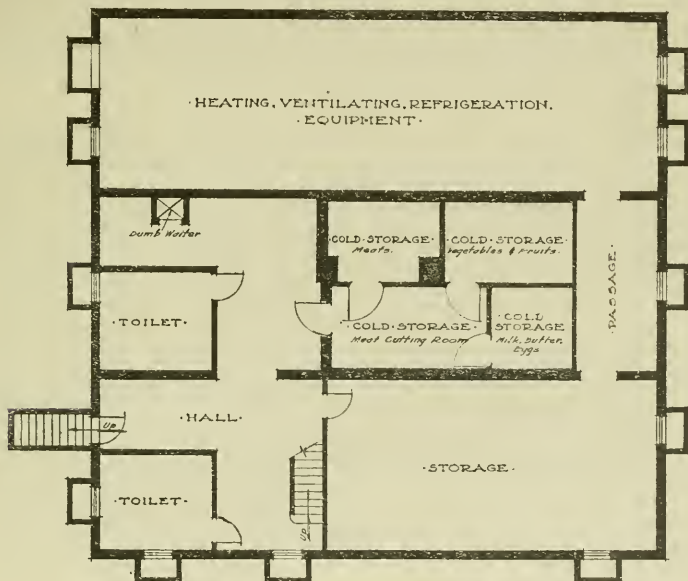 ·HEATING, VENTILATING, REFRIGERATION,
·EQUIPMENT·
Dumb Waiter
·COLD·STORAGE·
Meats.
·COLD·STORAGE·
Vegetables & Fruits.
·TOILET·
·COLD·STORAGE·
Meat Cutting Room
·COLD
STORAGE·
Milk, Butter
Eggs
·PASSAGE·
UP
·HALL·
·STORAGE·
·TOILET·
UP